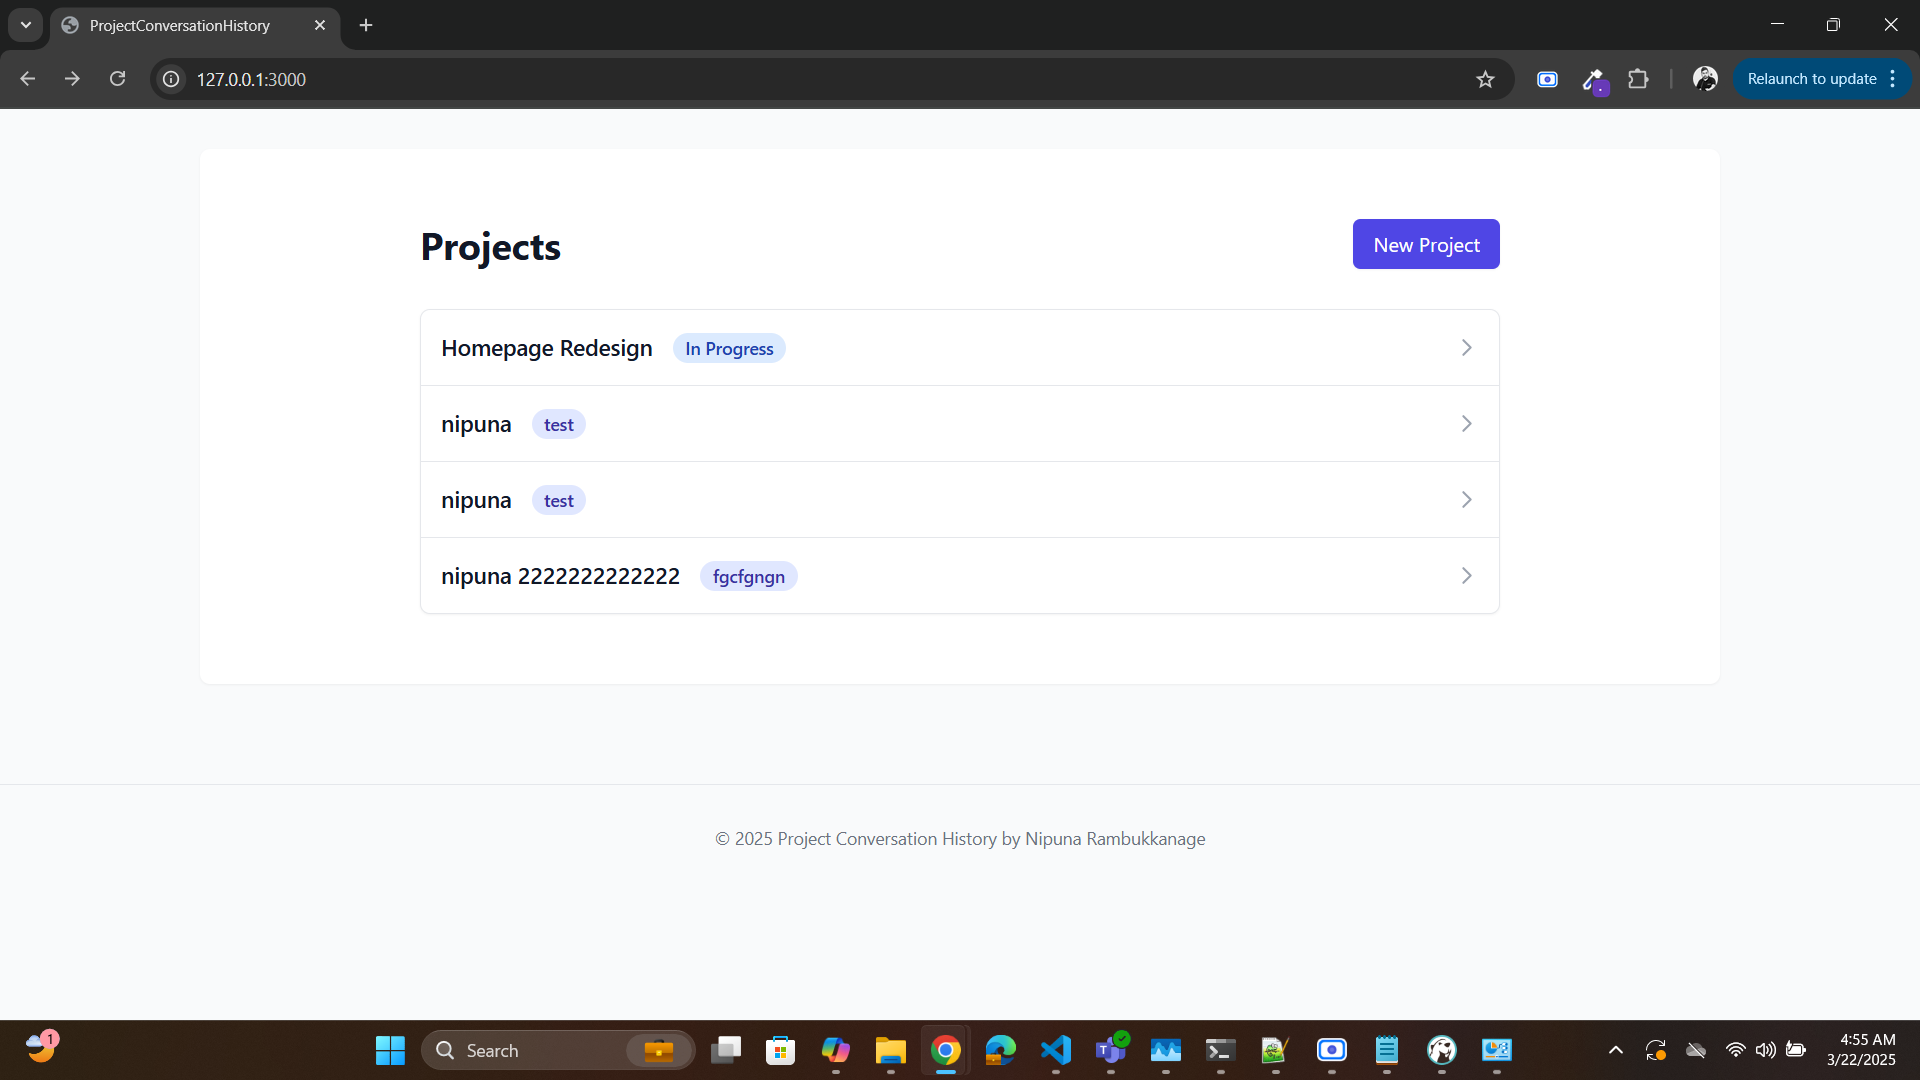 ProjectConversationHistory
127.0.0.1:3000
Relaunch to update
Projects
New Project
Homepage Redesign In Progress
nipuna test
nipuna test
nipuna 2222222222222 fgcfgngn
© 2025 Project Conversation History by Nipuna Rambukkanage
1
Search
T
4:55 AM
3/22/2025